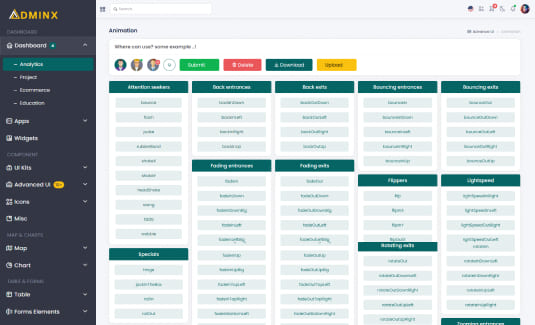 ADMINX
Search
DASHBOARD
Dashboard 4
Analytics
Project
Ecommerce
Education
Apps
Widgets
COMPONENT
UI Kits
Advanced UI
Icons
Misc
MAP & CHARTS
Map
Chart
TABLE & FORMS
Table
Forms Elements
Animation
Advance UI
Animation
Where can use? some example ..!
Submit
Delete
Download
Upload
Attention seekers
bounce
flash
pulse
rubberBand
shakeX
shakeY
headShake
swing
tada
wobble
Specials
hinge
jackInTheBox
rollIn
rollOut
Back entrances
backInDown
backInLeft
backInRight
backInUp
Fading entrances
fadeIn
fadeInDown
fadeInDownBig
fadeInLeft
fadeInLeftBig
fadeInUp
fadeInUpBig
fadeInTopLeft
fadeInTopRight
fadeInBottomLeft
Back exits
backOutDown
backOutLeft
backOutRight
backOutUp
Fading exits
fadeOut
fadeOutDown
fadeOutDownBig
fadeOutLeft
fadeOutLeftBig
fadeOutUp
fadeOutUpBig
fadeOutTopLeft
fadeOutTopRight
fadeOutBottomRight
Bouncing entrances
bounceIn
bounceInDown
bounceInLeft
bounceInRight
bounceInUp
Flippers
flip
flipInX
flipInY
flipOutX
Rotating exits
rotateOut
rotateOutDownLeft
rotateOutDownRight
rotateOutUpLeft
rotateOutUpRight
Bouncing exits
bounceOut
bounceOutDown
bounceOutLeft
bounceOutRight
bounceOutUp
Lightspeed
lightSpeedInRight
lightSpeedInLeft
lightSpeedOutRight
lightSpeedOutLeft
rotateIn
rotateInDownLeft
rotateInDownRight
rotateInUpLeft
rotateInUpRight
Zooming entrances